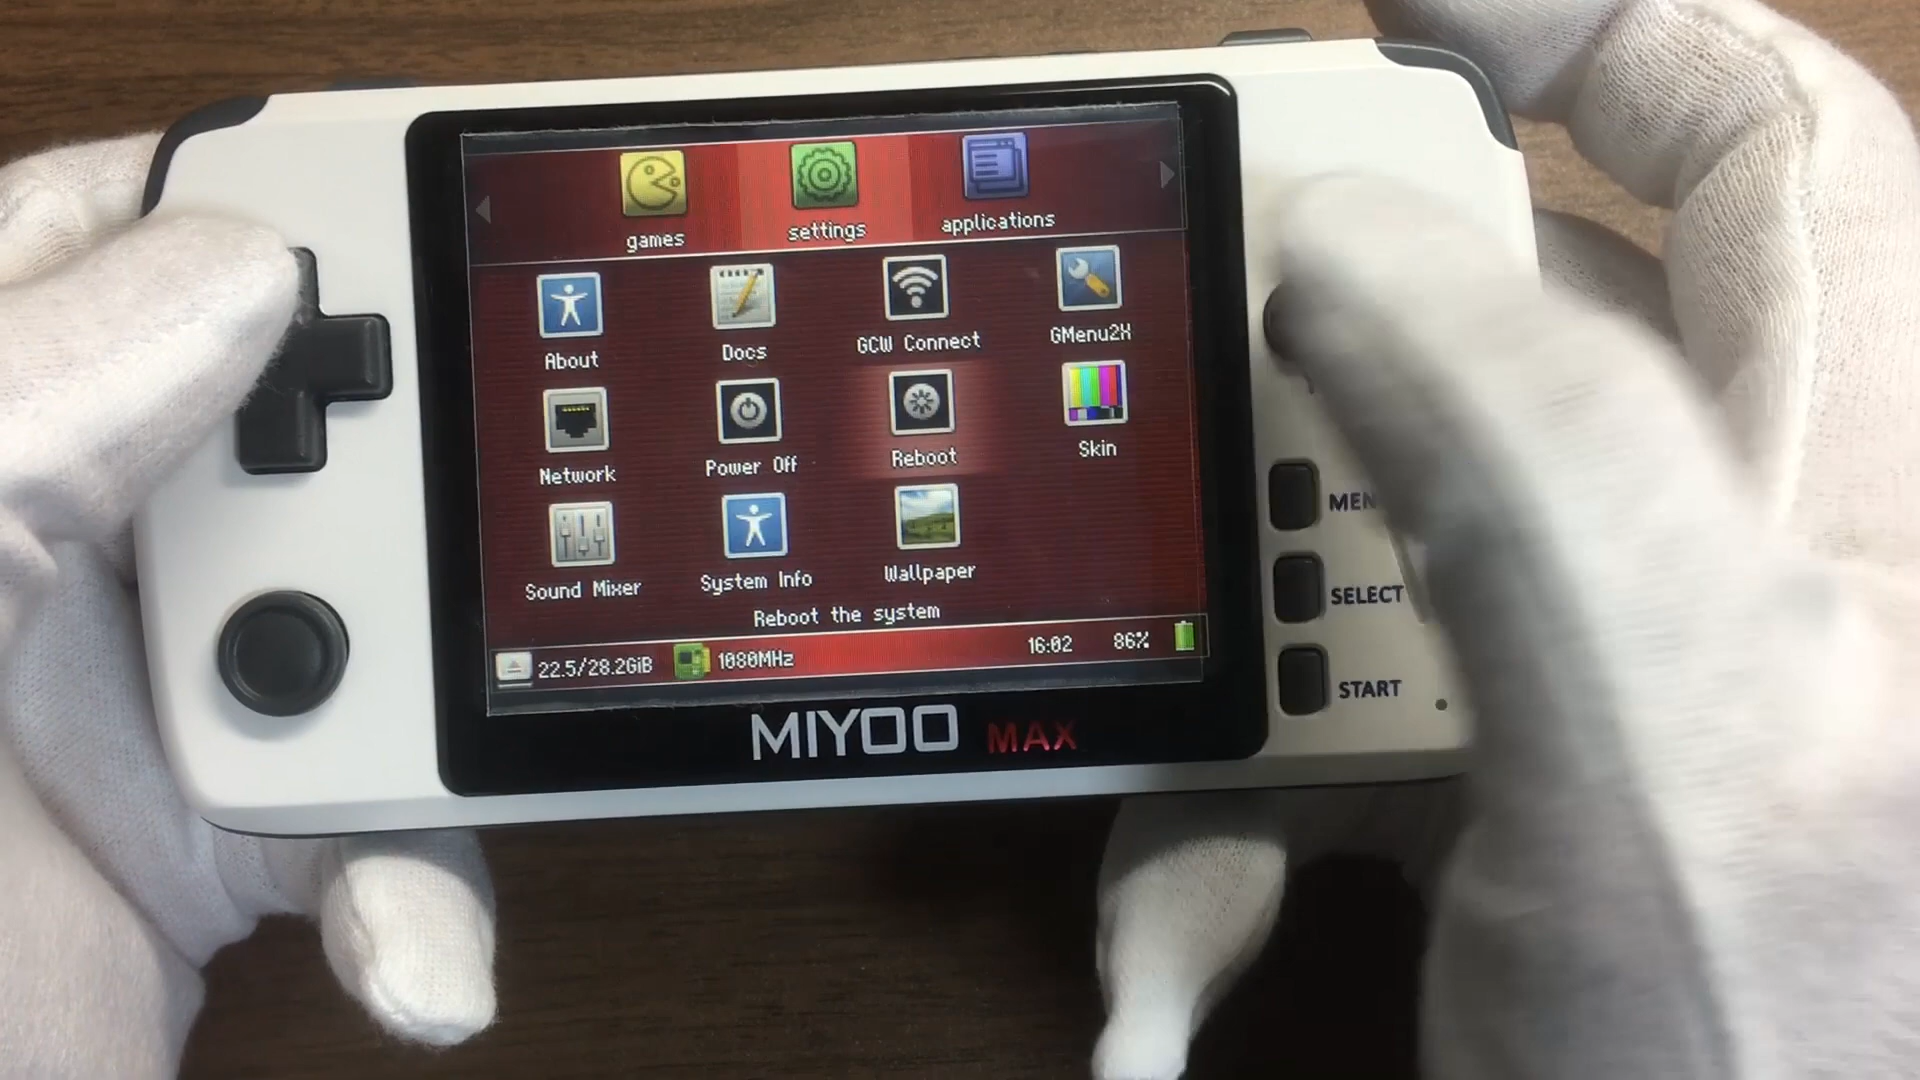 games settings applications
About Docs GCW Connect GMenu2X
Network Power Off Reboot Skin
Sound Mixer System Info Wallpaper
Reboot the system
22.5/28.2GiB 1080MHz 16:02 86%
MIYOO MAX
MEN
SELECT
START